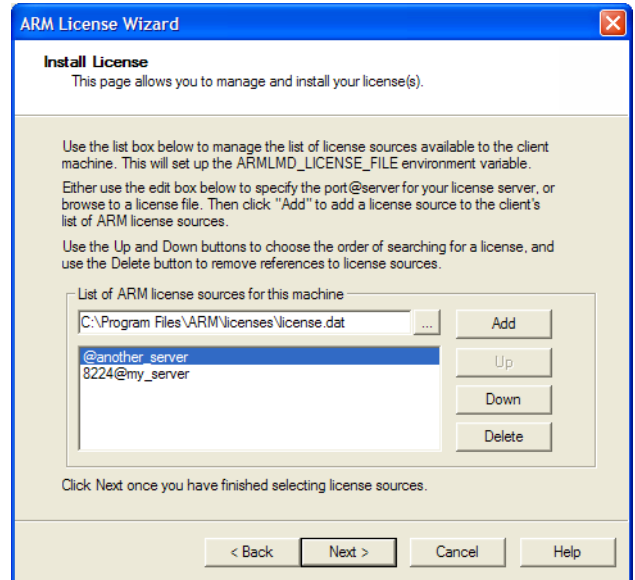 ARM License Wizard
Install License
This page allows you to manage and install your license(s).
Use the list box below to manage the list of license sources available to the client
machine. This will set up the ARMLMD_LICENSE_FILE environment variable.
Either use the edit box below to specify the port@server for your license server, or
browse to a license file. Then click "Add" to add a license source to the client's
list of ARM license sources.
Use the Up and Down buttons to choose the order of searching for a license, and
use the Delete button to remove references to license sources.
List of ARM license sources for this machine
C:\Program Files\ARM\licenses\license.dat ... Add
@another_server
Up
8224@my_server
Down
Delete
Click Next once you have finished selecting license sources.
< Back Next > Cancel Help